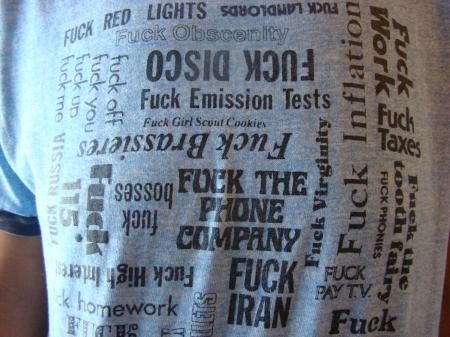 FUCK RED LIGHTS
FUCK LANDLORDS
Fuck Obscenity
FUCK DISCO
Fuck Emission Tests
Fuck Girl Scout Cookies
Fuck Brassieres
fuck off
fuck you
fuck up
fuck me
FUCK RUSSIA
Fuck
115.
fuck
bosses
FUCK THE
PHONE
COMPANY
Fuck Virginity
Fuck Inflation
Fuck
Work
Fuck
Taxes
Fuck the
tooth fairy
FUCK PHONIES
FUCK
PAY T.V.
Fuck High
homework
FUCK
IRAN
Fuck